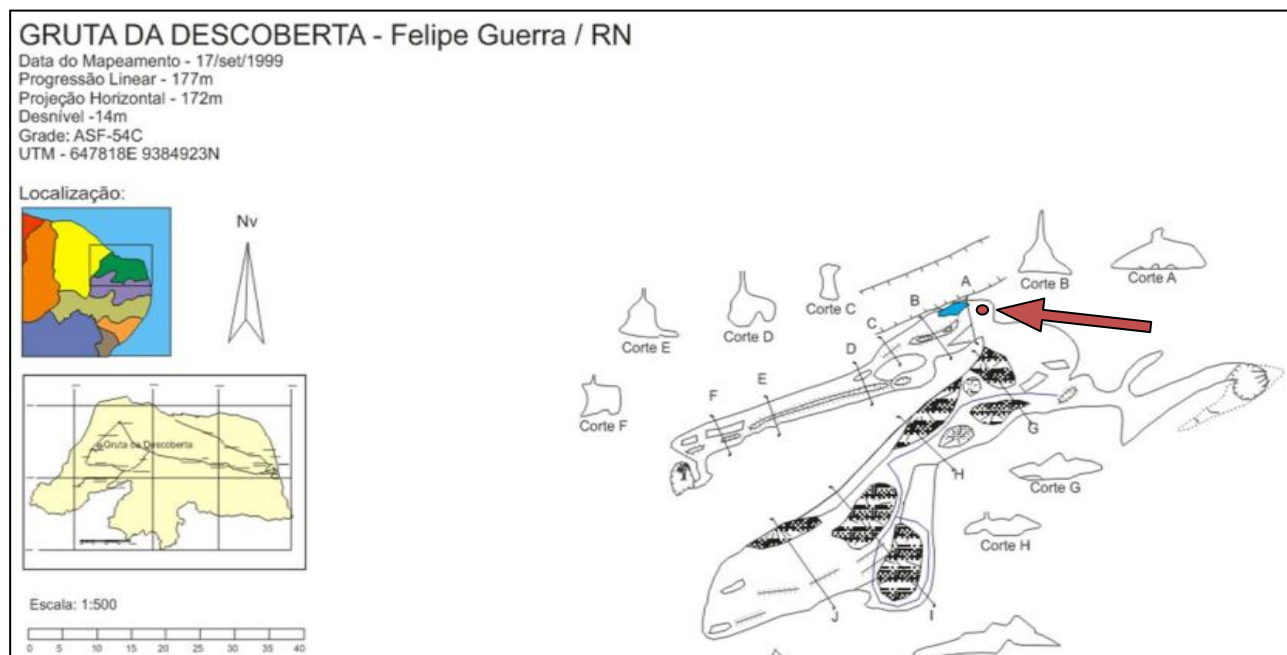 GRUTA DA DESCOBERTA - Felipe Guerra / RN
Data do Mapeamento - 17/set/1999
Progressão Linear - 177m
Projeção Horizontal - 172m
Desnível -14m
Grade: ASF-54C
UTM - 647818E 9384923N
Localização:
Nv
Corte B
Corte A
Corte C
Corte D
Corte E
Corte F
A
B
C
D
E
F
G
H
Corte G
Corte H
J
I
Gruta da Descoberta
Escala: 1:500
0 5 10 15 20 25 30 35 40